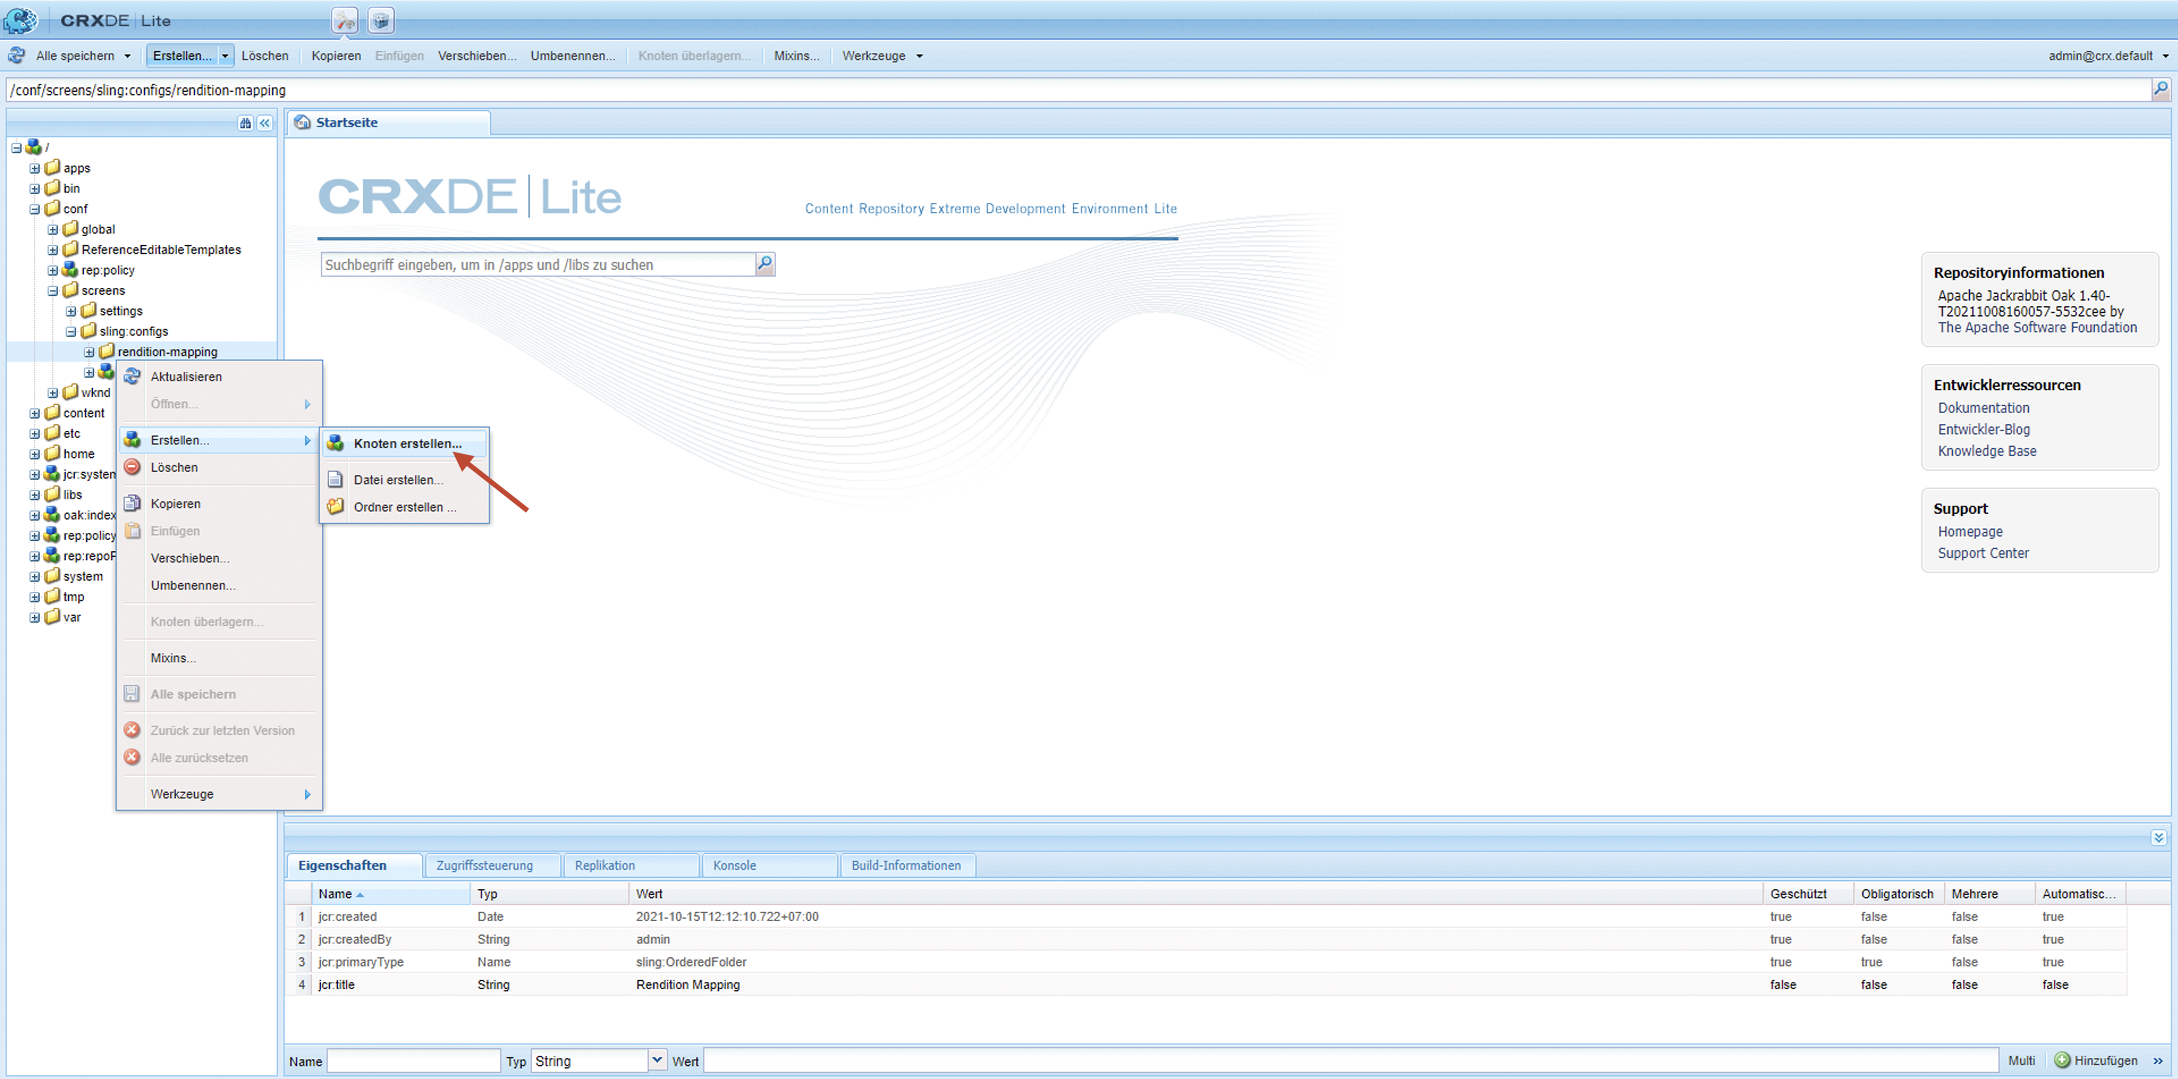 CRXDE | Lite
Alle speichern Erstellen... Löschen Kopieren Einfügen Verschieben... Umbenennen... Knoten überlagern... Mixins... Werkzeuge admin@crx.default
/conf/screens/sling:configs/rendition-mapping
Startseite
/
apps
bin
conf
global
ReferenceEditableTemplates
rep:policy
screens
settings
sling:configs
rendition-mapping
wknd
content
etc
home
jcr:system
libs
oak:index
rep:policy
rep:repoP
system
tmp
var
Aktualisieren
Öffnen...
Erstellen...
Löschen
Kopieren
Einfügen
Verschieben...
Umbenennen...
Knoten überlagern...
Mixins...
Alle speichern
Zurück zur letzten Version
Alle zurücksetzen
Werkzeuge
Knoten erstellen...
Datei erstellen...
Ordner erstellen ...
CRXDE | Lite
Content Repository Extreme Development Environment Lite
Suchbegriff eingeben, um in /apps und /libs zu suchen
Repositoryinformationen
Apache Jackrabbit Oak 1.40-
T20211008160057-5532cee by
The Apache Software Foundation
Entwicklerressourcen
Dokumentation
Entwickler-Blog
Knowledge Base
Support
Homepage
Support Center
Eigenschaften Zugriffssteuerung Replikation Konsole Build-Informationen
Name Typ Wert Geschützt Obligatorisch Mehrere Automatisc...
1 jcr:created Date 2021-10-15T12:12:10.722+07:00 true false false true
2 jcr:createdBy String admin true false false true
3 jcr:primaryType Name sling:OrderedFolder true true false true
4 jcr:title String Rendition Mapping false false false false
Name Typ String Wert Multi Hinzufügen »